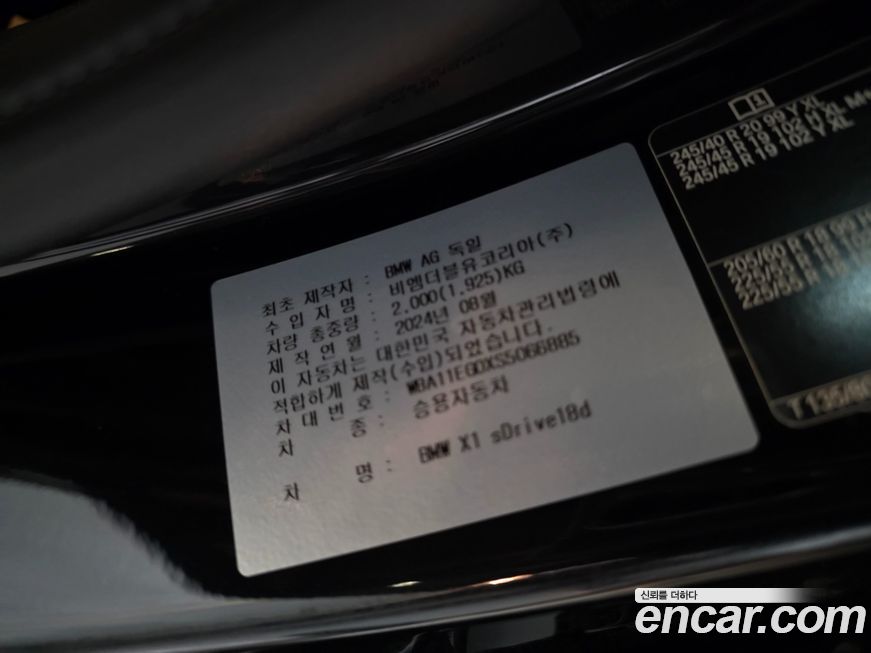 최초 제작자 : BMW AG 독일
수 입 자 명 : 비엠더블유코리아(주)
차량 총중량 : 2,000(1,925)KG
제 작 연 월 : 2024년 08월
이 자동차는 대한민국 자동차관리법령에
적합하게 제작(수입)되었습니다.
차 대 번 호 : WBA11EG0XS5066885
차 종 : 승용자동차
차 명 : BMW X1 sDrive18d
245/40 R 20 99 Y XL
245/45 R 19 102 H XL M+
245/45 R 19 102 Y XL
205/60 R 18 99
225/55 R 18
225/55 R 18
T 135/80
신뢰를 더하다
encar.com